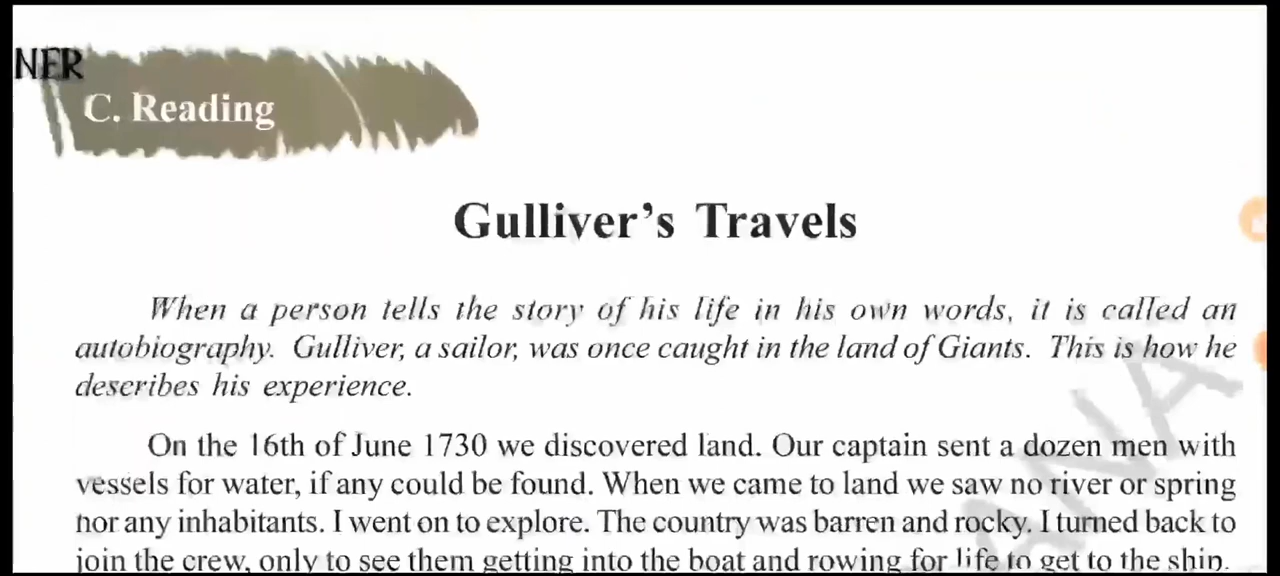 NER
C. Reading
Gulliver's Travels
When a person tells the story of his life in his own words, it is called an
autobiography. Gulliver, a sailor, was once caught in the land of Giants. This is how he
describes his experience.
On the 16th of June 1730 we discovered land. Our captain sent a dozen men with
vessels for water, if any could be found. When we came to land we saw no river or spring
nor any inhabitants. I went on to explore. The country was barren and rocky. I turned back to
join the crew, only to see them getting into the boat and rowing for life to get to the ship.
ANA